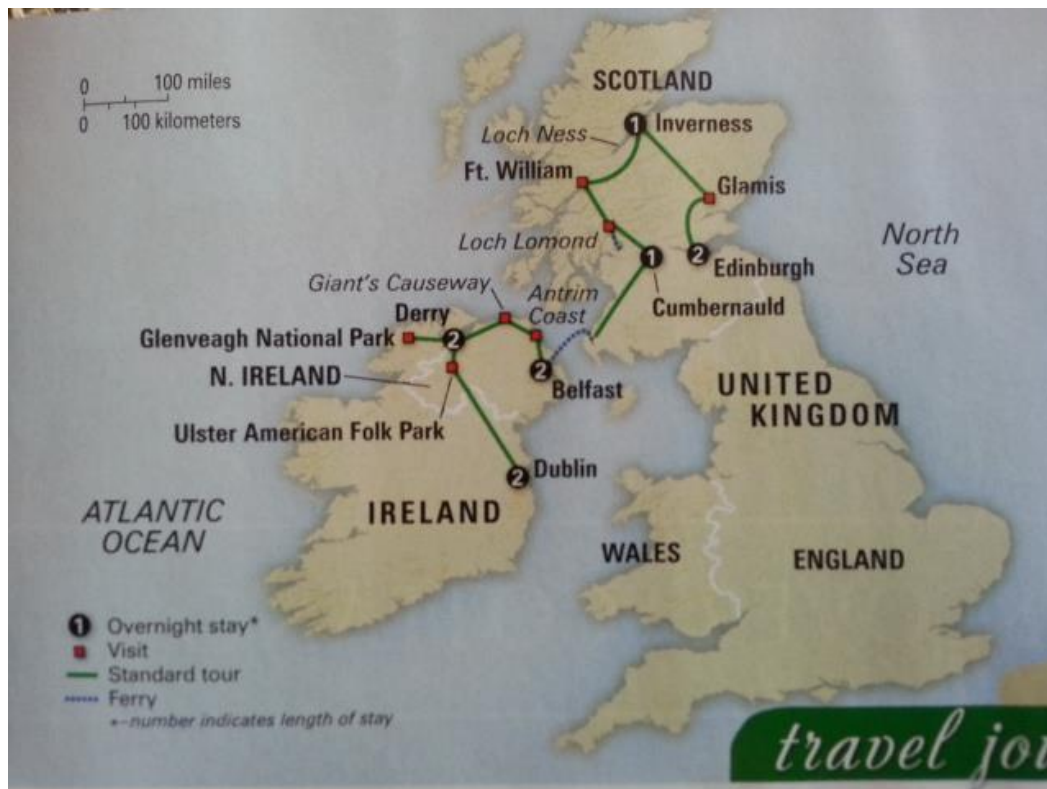 0 100 miles
0 100 kilometers
SCOTLAND
Loch Ness
1 Inverness
Ft. William
Glamis
Loch Lomond
1
2 Edinburgh
North
Sea
Giant's Causeway
Antrim
Coast
Cumbernauld
Derry
Glenveagh National Park
2
N. IRELAND
2
Belfast
UNITED
KINGDOM
Ulster American Folk Park
2 Dublin
ATLANTIC
OCEAN
IRELAND
WALES
ENGLAND
1 Overnight stay*
Visit
Standard tour
Ferry
*-number indicates length of stay
travel jou